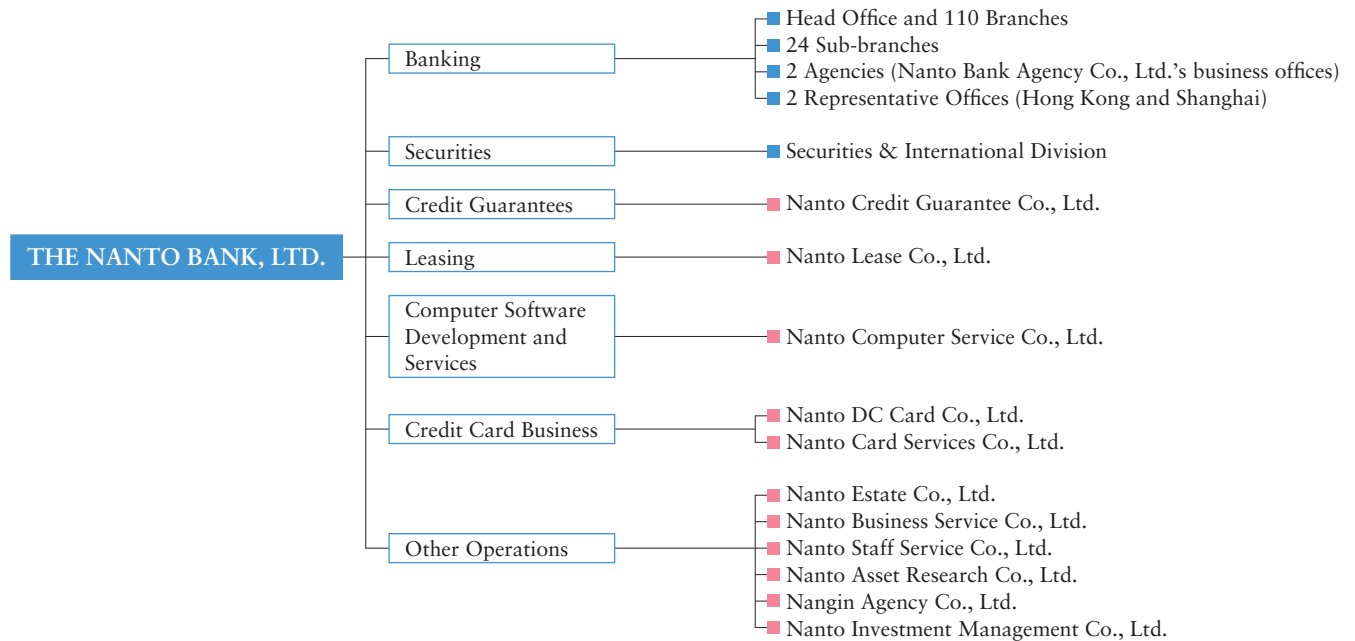 THE NANTO BANK, LTD.
Banking
Head Office and 110 Branches
24 Sub-branches
2 Agencies (Nanto Bank Agency Co., Ltd.'s business offices)
2 Representative Offices (Hong Kong and Shanghai)
Securities
Securities & International Division
Credit Guarantees
Nanto Credit Guarantee Co., Ltd.
Leasing
Nanto Lease Co., Ltd.
Computer Software
Development and
Services
Nanto Computer Service Co., Ltd.
Credit Card Business
Nanto DC Card Co., Ltd.
Nanto Card Services Co., Ltd.
Other Operations
Nanto Estate Co., Ltd.
Nanto Business Service Co., Ltd.
Nanto Staff Service Co., Ltd.
Nanto Asset Research Co., Ltd.
Nangin Agency Co., Ltd.
Nanto Investment Management Co., Ltd.